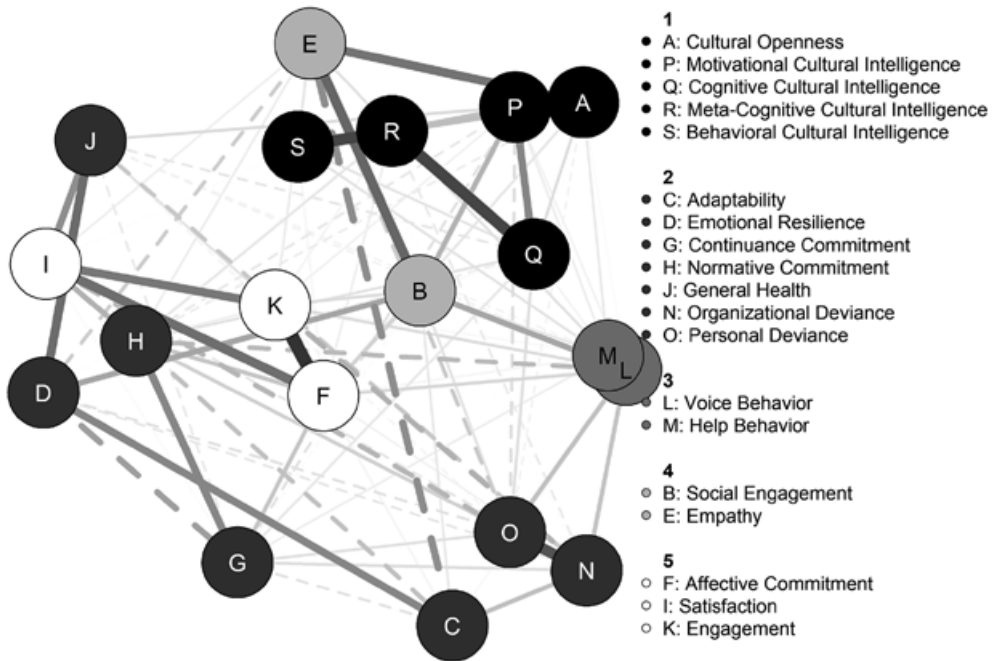 E
J
S
R
P
A
I
Q
K
B
H
M
L
D
F
O
G
N
C
1
A: Cultural Openness
P: Motivational Cultural Intelligence
Q: Cognitive Cultural Intelligence
R: Meta-Cognitive Cultural Intelligence
S: Behavioral Cultural Intelligence
2
C: Adaptability
D: Emotional Resilience
G: Continuance Commitment
H: Normative Commitment
J: General Health
N: Organizational Deviance
O: Personal Deviance
3
L: Voice Behavior
M: Help Behavior
4
B: Social Engagement
E: Empathy
5
F: Affective Commitment
I: Satisfaction
K: Engagement